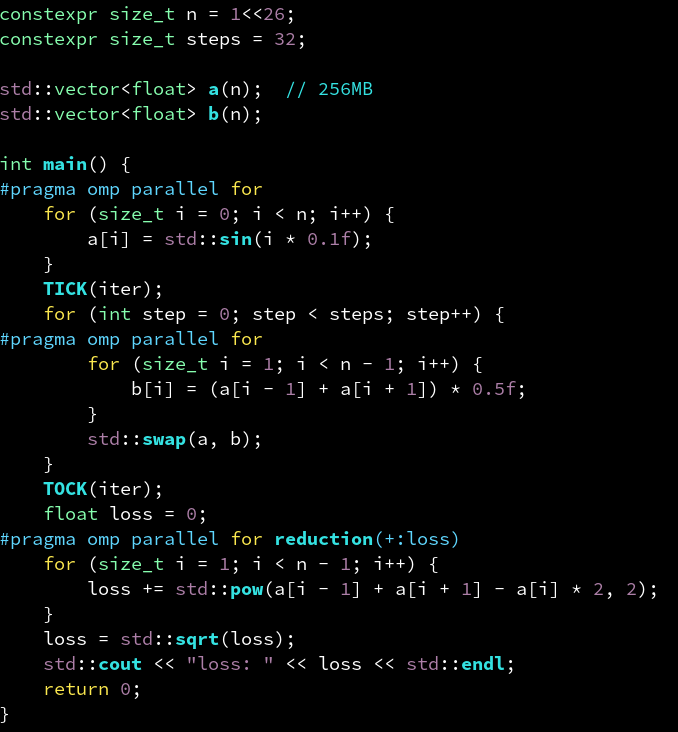 constexpr size_t n = 1<<26;
constexpr size_t steps = 32;
std::vector<float> a(n);  // 256MB
std::vector<float> b(n);
int main() {
#pragma omp parallel for
    for (size_t i = 0; i < n; i++) {
        a[i] = std::sin(i * 0.1f);
    }
    TICK(iter);
    for (int step = 0; step < steps; step++) {
#pragma omp parallel for
        for (size_t i = 1; i < n - 1; i++) {
            b[i] = (a[i - 1] + a[i + 1]) * 0.5f;
        }
        std::swap(a, b);
    }
    TOCK(iter);
    float loss = 0;
#pragma omp parallel for reduction(+:loss)
    for (size_t i = 1; i < n - 1; i++) {
        loss += std::pow(a[i - 1] + a[i + 1] - a[i] * 2, 2);
    }
    loss = std::sqrt(loss);
    std::cout << "loss: " << loss << std::endl;
    return 0;
}